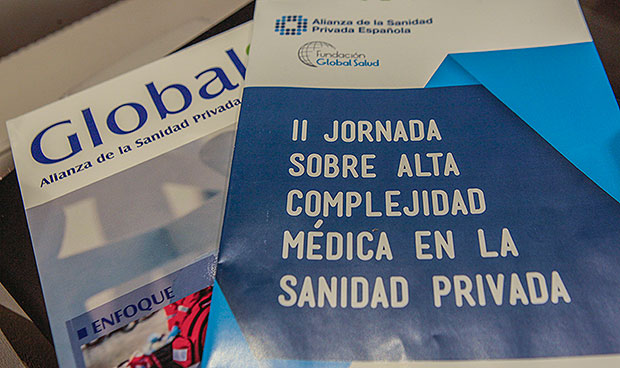 Alianza de la Sanidad
Privada Española
Fundación
Global Salud
II JORNADA
SOBRE ALTA
COMPLEJIDAD
MÉDICA EN LA
SANIDAD PRIVADA
Global
Alianza de la Sanidad Privada
ENFOQUE